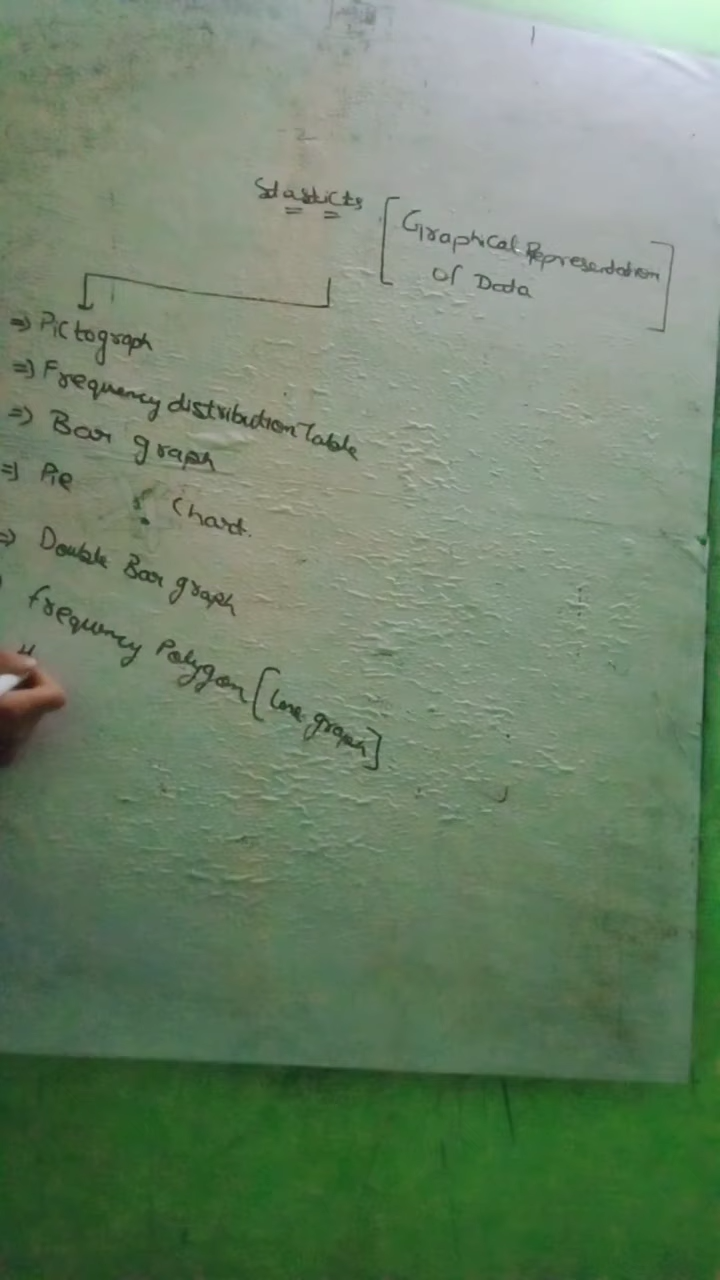 Stasticts [Graphical Representation
of Data]
=> Pictograph
=> Frequency distribution Table
=> Bar graph
=> Pie Chart.
=> Double Bar graph
frequency Polygon [Line graph]